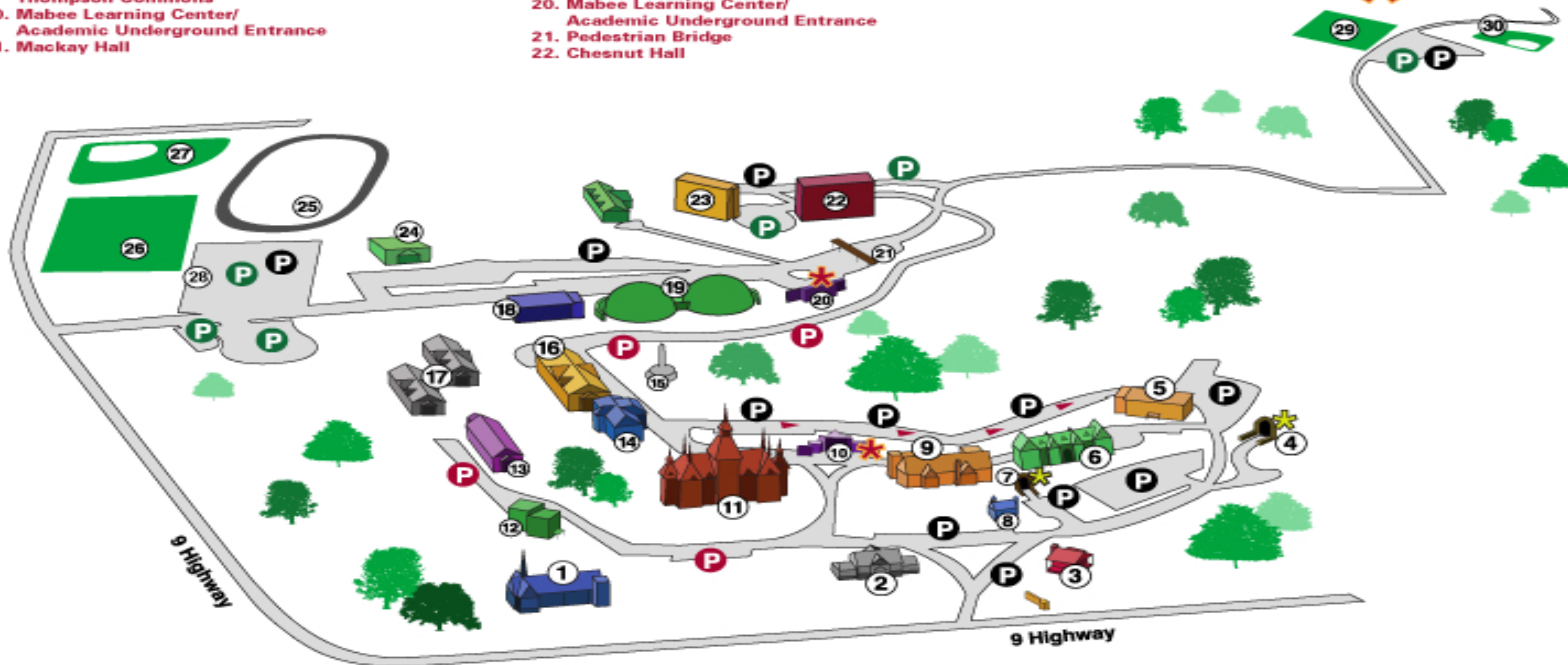 Thompson Commons
0. Mabee Learning Center/
Academic Underground Entrance
1. Mackay Hall
20. Mabee Learning Center/
Academic Underground Entrance
21. Pedestrian Bridge
22. Chesnut Hall
29
30
P P
27
25
26
28
P P
P P
24
P
23
P
22
P
P
21
20
19
18
P
P
17
16
15
14
13
P
12
P
P
P
P
5
P
4
6
7
P
P
8
9
10
11
P
P
1
2
3
P
9 Highway
9 Highway